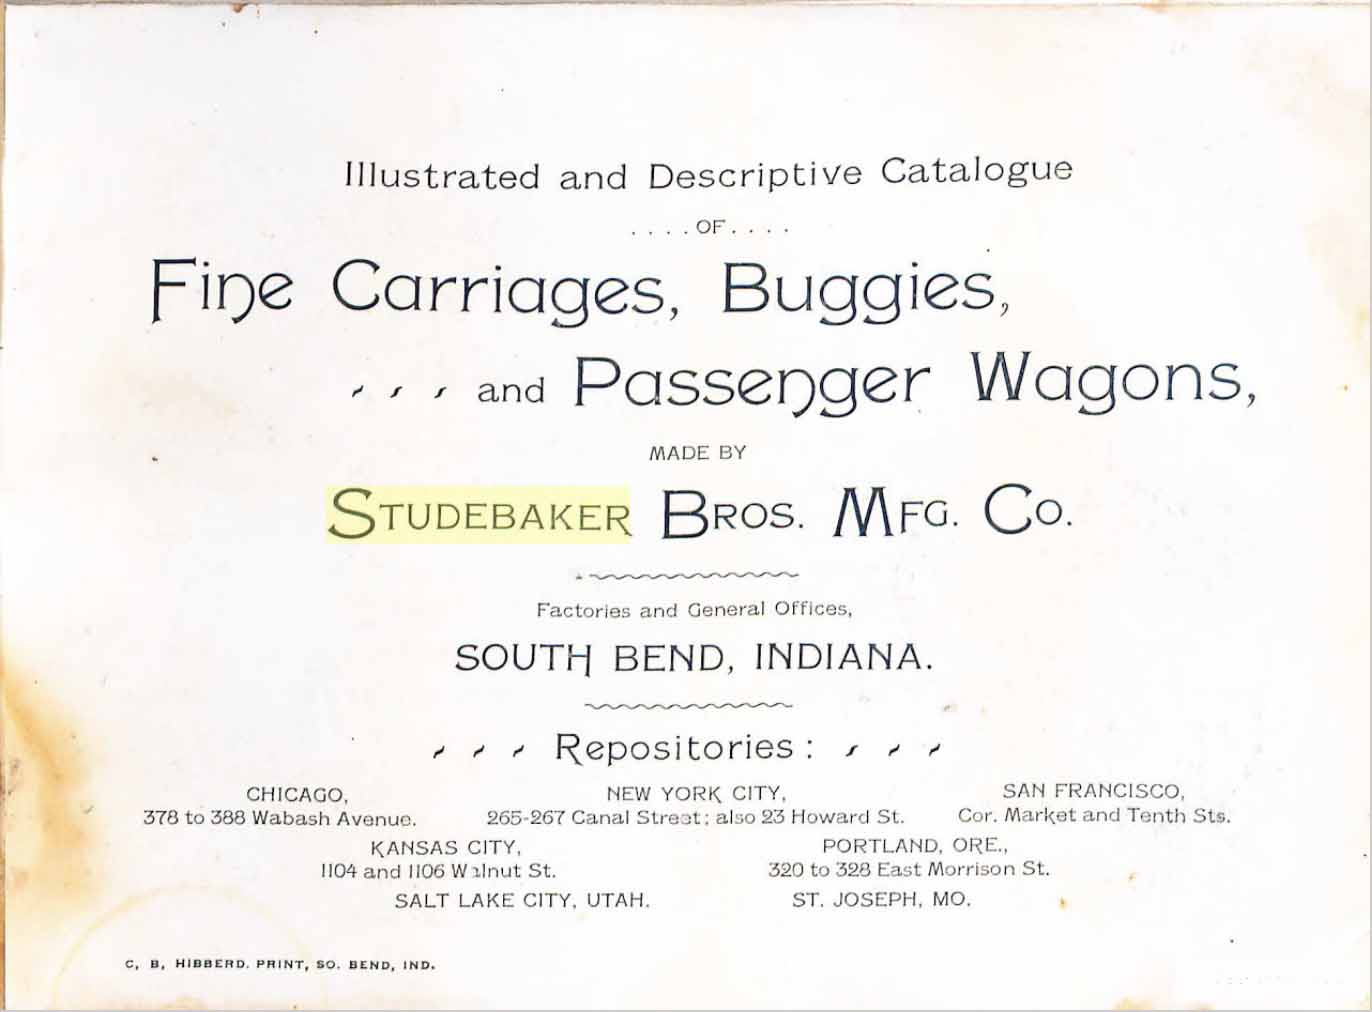 Illustrated and Descriptive Catalogue
....OF....
Fine Carriages, Buggies,
and Passenger Wagons,
MADE BY
STUDEBAKER BROS. MFG. CO.
Factories and General Offices,
SOUTH BEND, INDIANA.
Repositories:
CHICAGO, NEW YORK CITY, SAN FRANCISCO,
378 to 388 Wabash Avenue. 265-267 Canal Street; also 23 Howard St. Cor. Market and Tenth Sts.
KANSAS CITY, PORTLAND, ORE.,
1104 and 1106 Walnut St. 320 to 328 East Morrison St.
SALT LAKE CITY, UTAH. ST. JOSEPH, MO.
C, B, HIBBERD. PRINT, SO. BEND, IND.